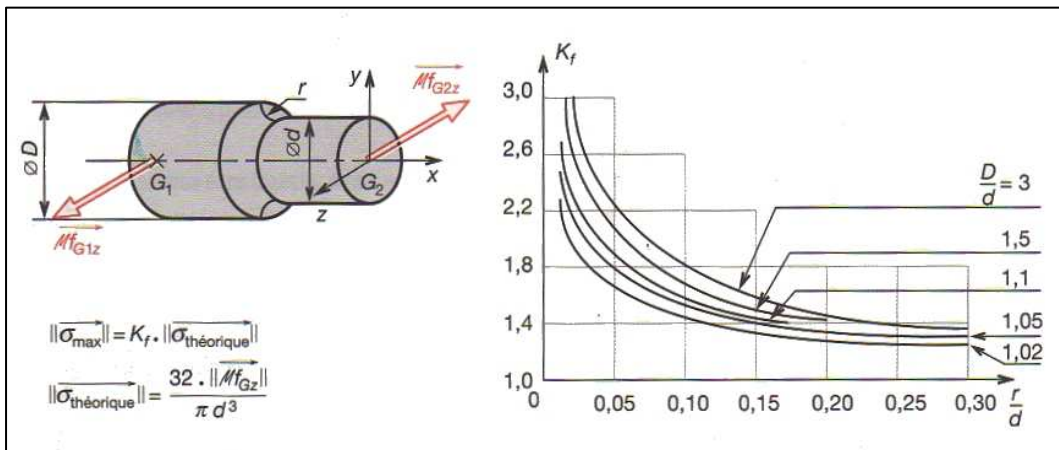 ØD
r
Ød
y
x
z
G₁
G₂
Mf_G2z
Mf_G1z
||σ_max|| = K_f . ||σ_théorique||
||σ_théorique|| = 32 . ||Mf_Gz|| / π d³
K_f
3,0
2,6
2,2
1,8
1,4
1,0
0
0,05
0,10
0,15
0,15
0,20
0,30
r/d
D/d = 3
1,5
1,1
1,05
1,02